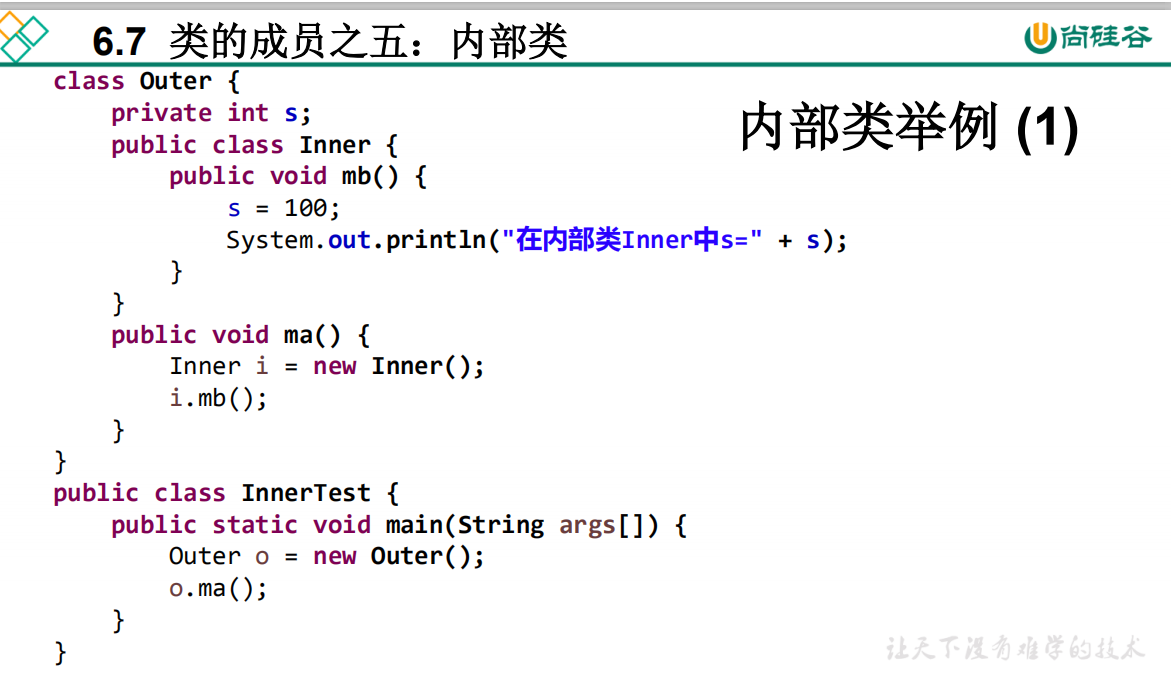 6.7 类的成员之五：内部类
尚硅谷
内部类举例 (1)
class Outer {
    private int s;
    public class Inner {
        public void mb() {
            s = 100;
            System.out.println("在内部类Inner中s=" + s);
        }
    }
    public void ma() {
        Inner i = new Inner();
        i.mb();
    }
}
public class InnerTest {
    public static void main(String args[]) {
        Outer o = new Outer();
        o.ma();
    }
}
让天下没有难学的技术